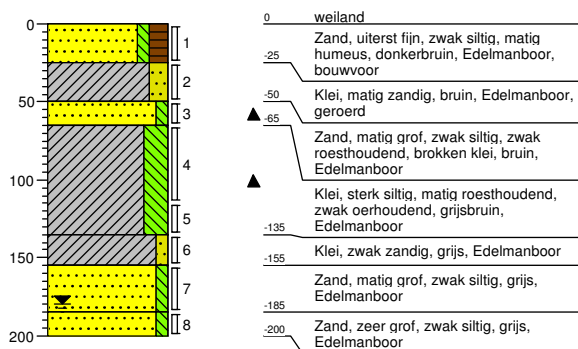 0
50
100
150
200
1
2
3
4
5
6
7
8
0 weiland
Zand, uiterst fijn, zwak siltig, matig
humeus, donkerbruin, Edelmanboor,
bouwvoor
-25
Klei, matig zandig, bruin, Edelmanboor,
geroerd
-50
Zand, matig grof, zwak siltig, zwak
roesthoudend, brokken klei, bruin,
Edelmanboor
-65
Klei, sterk siltig, matig roesthoudend,
zwak oerhoudend, grijsbruin,
Edelmanboor
-135
Klei, zwak zandig, grijs, Edelmanboor
-155
Zand, matig grof, zwak siltig, grijs,
Edelmanboor
-185
Zand, zeer grof, zwak siltig, grijs,
Edelmanboor
-200